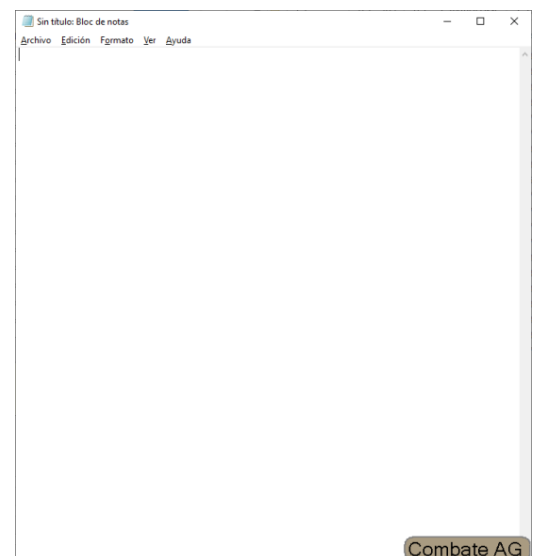 Sin título: Bloc de notas
Archivo Edición Formato Ver Ayuda
Combate AG